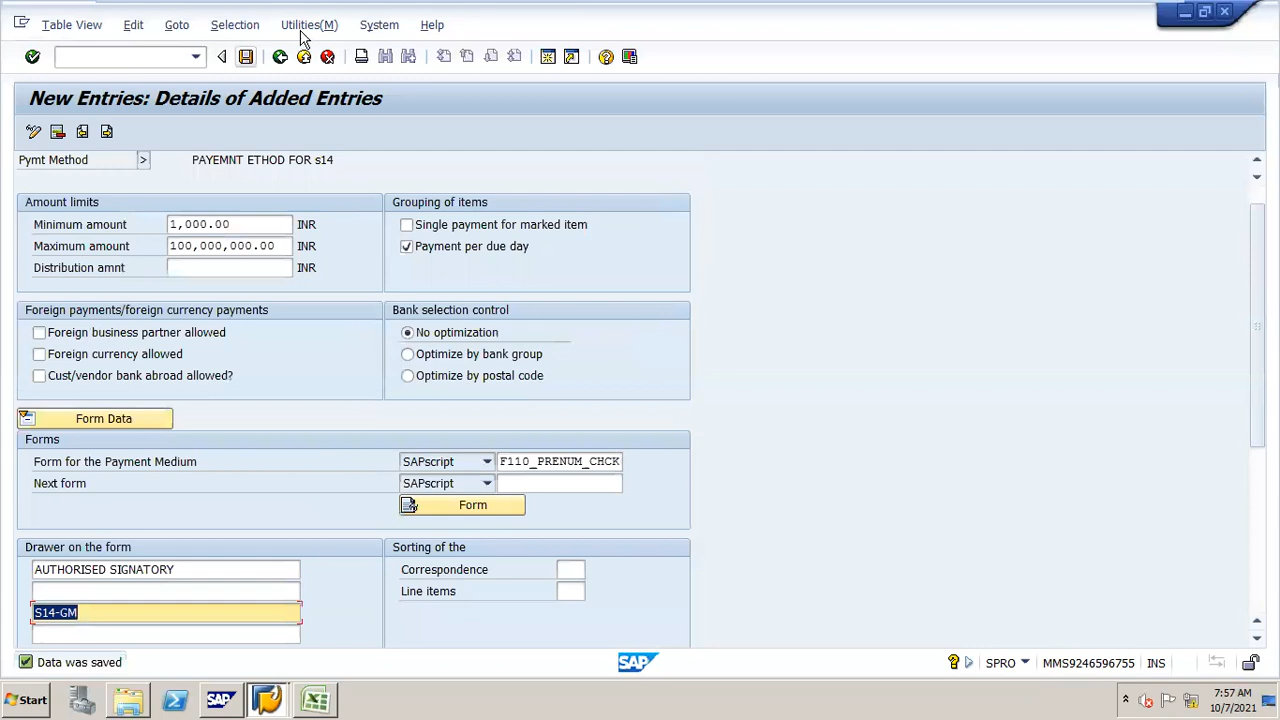 Table View Edit Goto Selection Utilities(M) System Help
New Entries: Details of Added Entries
Pymt Method > PAYEMNT ETHOD FOR s14
Amount limits
Minimum amount 1,000.00 INR
Maximum amount 100,000,000.00 INR
Distribution amnt INR
Grouping of items
Single payment for marked item
Payment per due day
Foreign payments/foreign currency payments
Foreign business partner allowed
Foreign currency allowed
Cust/vendor bank abroad allowed?
Bank selection control
No optimization
Optimize by bank group
Optimize by postal code
Form Data
Forms
Form for the Payment Medium SAPscript F110_PRENUM_CHCK
Next form SAPscript
Form
Drawer on the form
AUTHORISED SIGNATORY
S14-GM
Sorting of the
Correspondence
Line items
Data was saved SAP SPRO MMS9246596755 INS
Start SAP 7:57 AM
10/7/2021